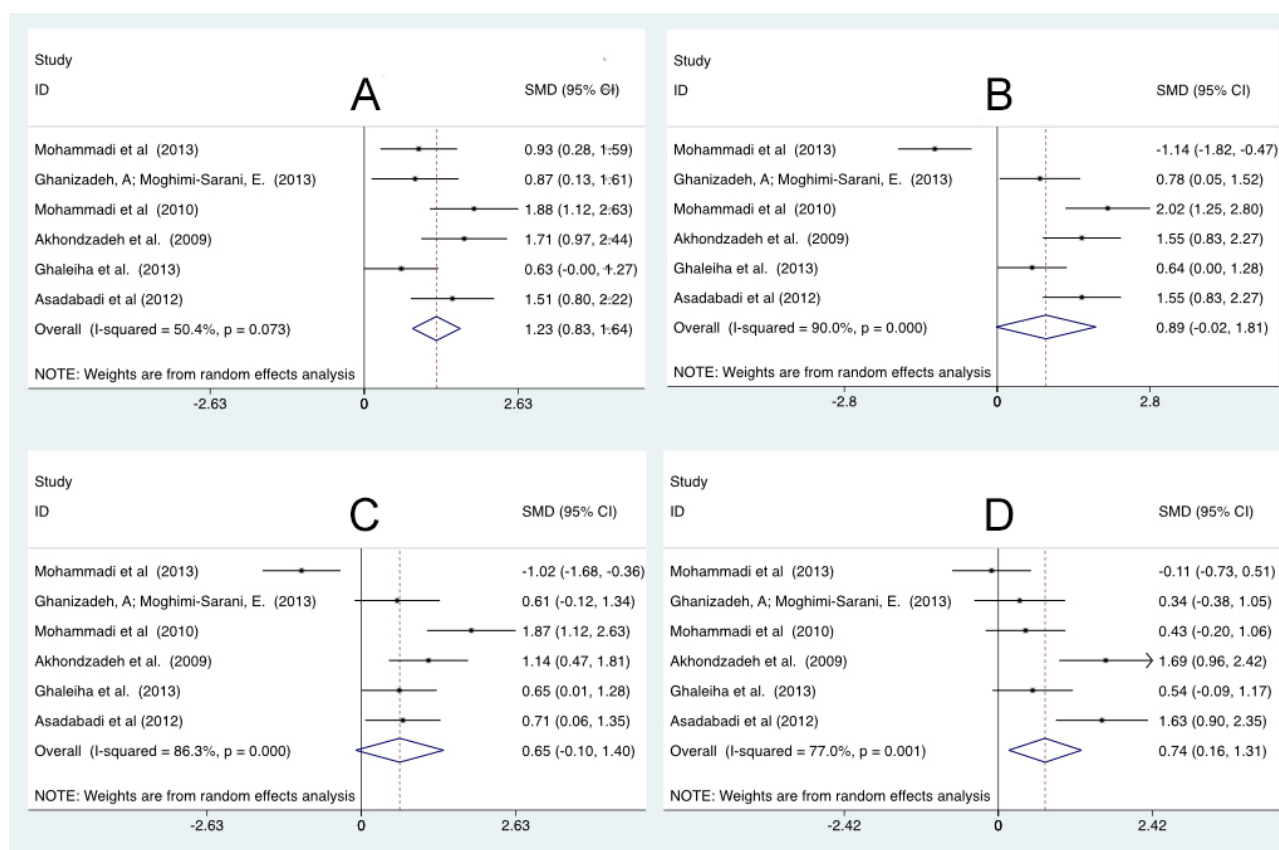 Study
ID A SMD (95% CI)
Mohammadi et al (2013) 0.93 (0.28, 1.59)
Ghanizadeh, A; Moghimi-Sarani, E. (2013) 0.87 (0.13, 1.61)
Mohammadi et al (2010) 1.88 (1.12, 2.63)
Akhondzadeh et al. (2009) 1.71 (0.97, 2.44)
Ghaleiha et al. (2013) 0.63 (-0.00, 1.27)
Asadabadi et al (2012) 1.51 (0.80, 2.22)
Overall (I-squared = 50.4%, p = 0.073) 1.23 (0.83, 1.64)
NOTE: Weights are from random effects analysis
-2.63 0 2.63
Study
ID B SMD (95% CI)
Mohammadi et al (2013) -1.14 (-1.82, -0.47)
Ghanizadeh, A; Moghimi-Sarani, E. (2013) 0.78 (0.05, 1.52)
Mohammadi et al (2010) 2.02 (1.25, 2.80)
Akhondzadeh et al. (2009) 1.55 (0.83, 2.27)
Ghaleiha et al. (2013) 0.64 (0.00, 1.28)
Asadabadi et al (2012) 1.55 (0.83, 2.27)
Overall (I-squared = 90.0%, p = 0.000) 0.89 (-0.02, 1.81)
NOTE: Weights are from random effects analysis
-2.8 0 2.8
Study
ID C SMD (95% CI)
Mohammadi et al (2013) -1.02 (-1.68, -0.36)
Ghanizadeh, A; Moghimi-Sarani, E. (2013) 0.61 (-0.12, 1.34)
Mohammadi et al (2010) 1.87 (1.12, 2.63)
Akhondzadeh et al. (2009) 1.14 (0.47, 1.81)
Ghaleiha et al. (2013) 0.65 (0.01, 1.28)
Asadabadi et al (2012) 0.71 (0.06, 1.35)
Overall (I-squared = 86.3%, p = 0.000) 0.65 (-0.10, 1.40)
NOTE: Weights are from random effects analysis
-2.63 0 2.63
Study
ID D SMD (95% CI)
Mohammadi et al (2013) -0.11 (-0.73, 0.51)
Ghanizadeh, A; Moghimi-Sarani, E. (2013) 0.34 (-0.38, 1.05)
Mohammadi et al (2010) 0.43 (-0.20, 1.06)
Akhondzadeh et al. (2009) 1.69 (0.96, 2.42)
Ghaleiha et al. (2013) 0.54 (-0.09, 1.17)
Asadabadi et al (2012) 1.63 (0.90, 2.35)
Overall (I-squared = 77.0%, p = 0.001) 0.74 (0.16, 1.31)
NOTE: Weights are from random effects analysis
-2.42 0 2.42